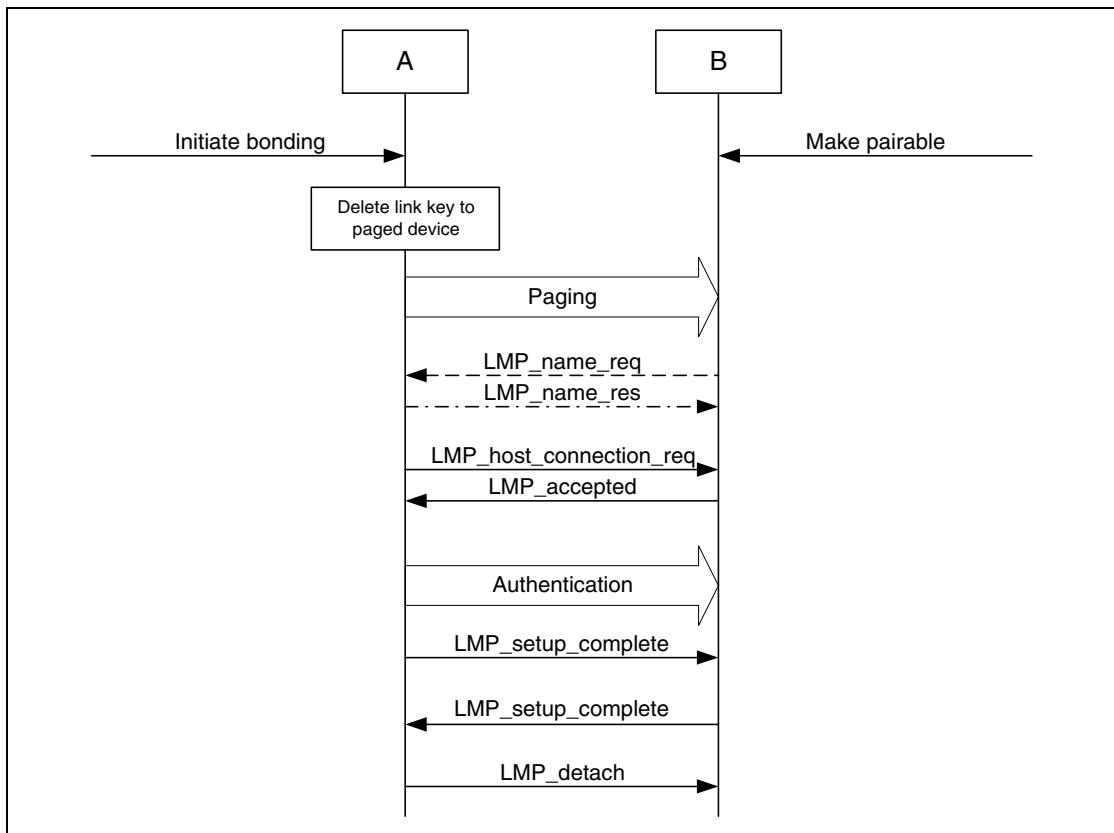 A
B
Initiate bonding
Make pairable
Delete link key to
paged device
Paging
LMP_name_req
LMP_name_res
LMP_host_connection_req
LMP_accepted
Authentication
LMP_setup_complete
LMP_setup_complete
LMP_detach